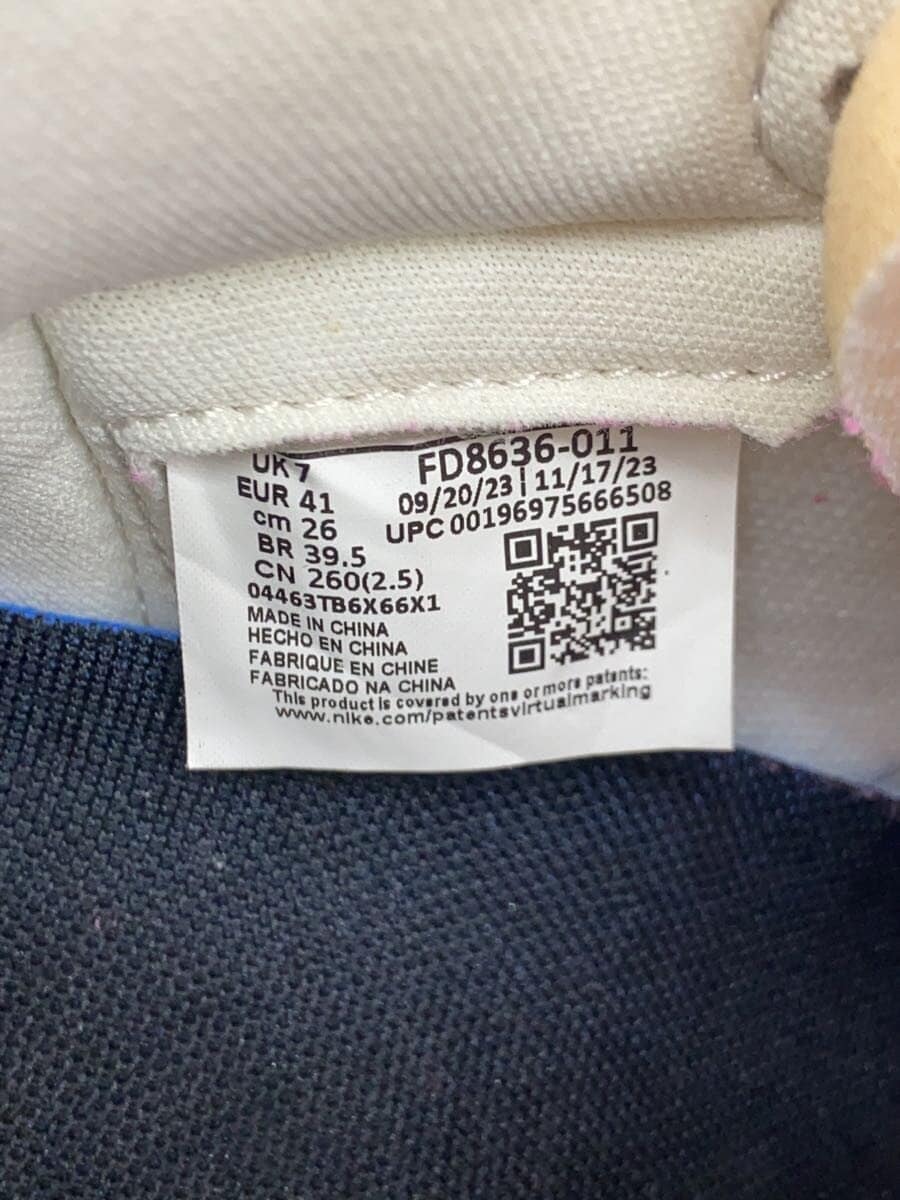 UK 7
EUR 41
cm 26
BR 39.5
CN 260(2.5)
04463TB6X66X1
MADE IN CHINA
HECHO EN CHINA
FABRIQUE EN CHINE
FABRICADO NA CHINA
FD8636-011
09/20/23 | 11/17/23
UPC 00196975666508
This product is covered by one or more patents:
www.nike.com/patentsvirtualmarking